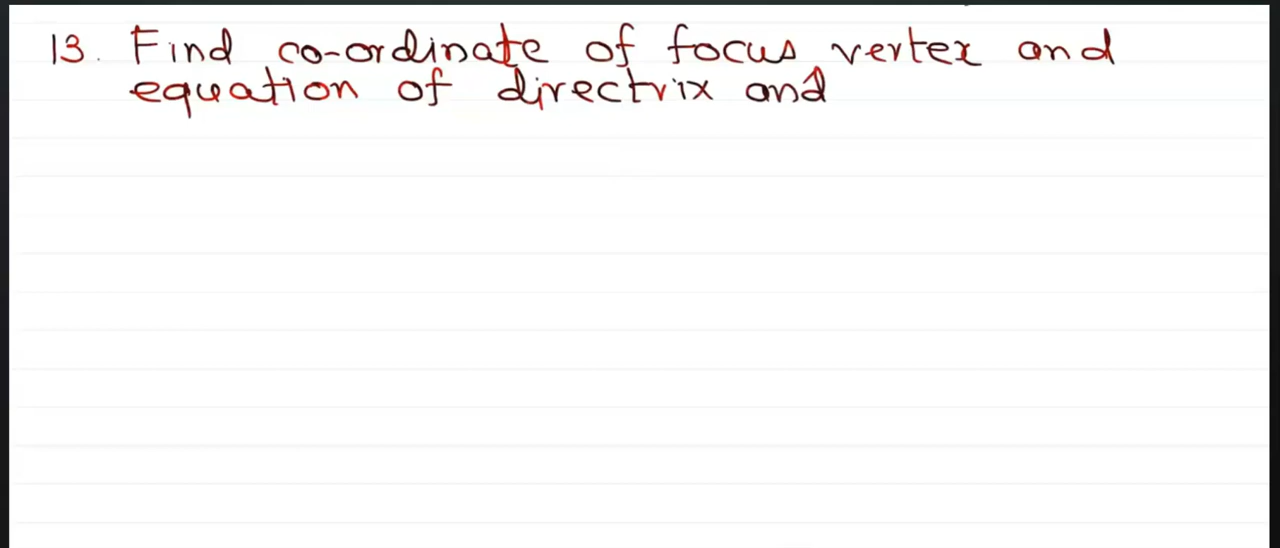 13. Find co-ordinate of focus vertex and
equation of directrix and